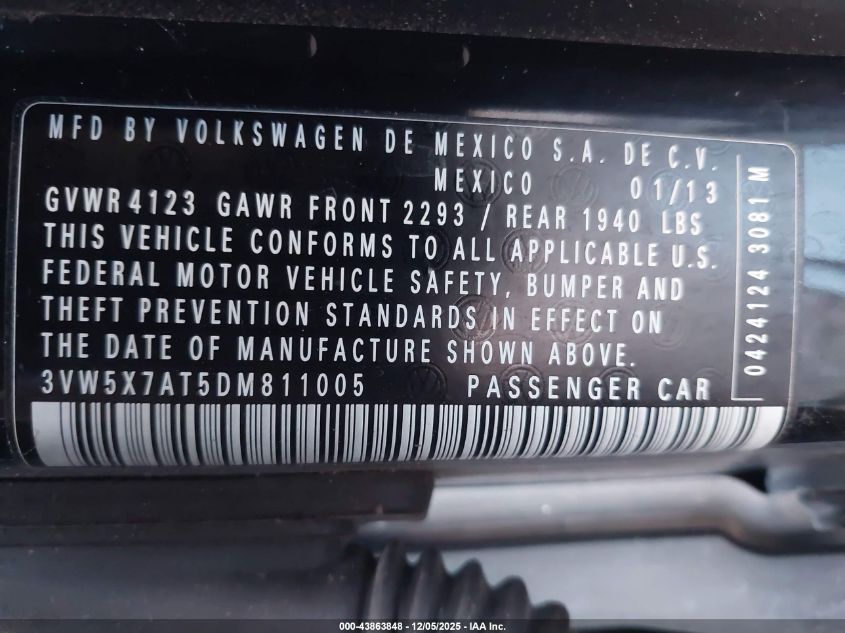 MFD BY VOLKSWAGEN DE MEXICO S.A. DE C.V.
MEXICO 01/13
GVWR 4123 GAWR FRONT 2293 / REAR 1940 LBS
THIS VEHICLE CONFORMS TO ALL APPLICABLE U.S.
FEDERAL MOTOR VEHICLE SAFETY, BUMPER AND
THEFT PREVENTION STANDARDS IN EFFECT ON
THE DATE OF MANUFACTURE SHOWN ABOVE.
3VW5X7AT5DM811005 PASSENGER CAR
0424124 3081 M
000-43863848 - 12/05/2025 - IAA Inc.